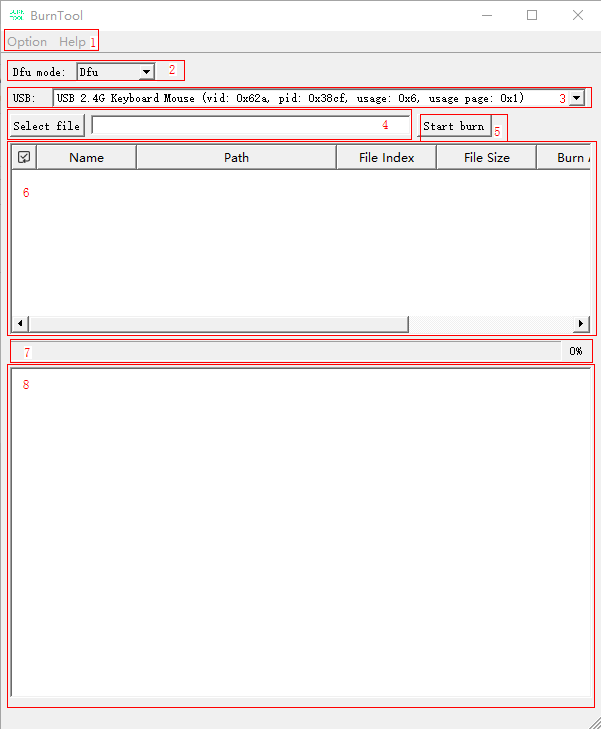 BURN
TOOL
BurnTool
Option Help 1
Dfu mode: Dfu 2
USB: USB 2.4G Keyboard Mouse (vid: 0x62a, pid: 0x38cf, usage: 0x6, usage page: 0x1) 3
Select file 4 Start burn 5
Name Path File Index File Size Burn A
6
7 0%
8